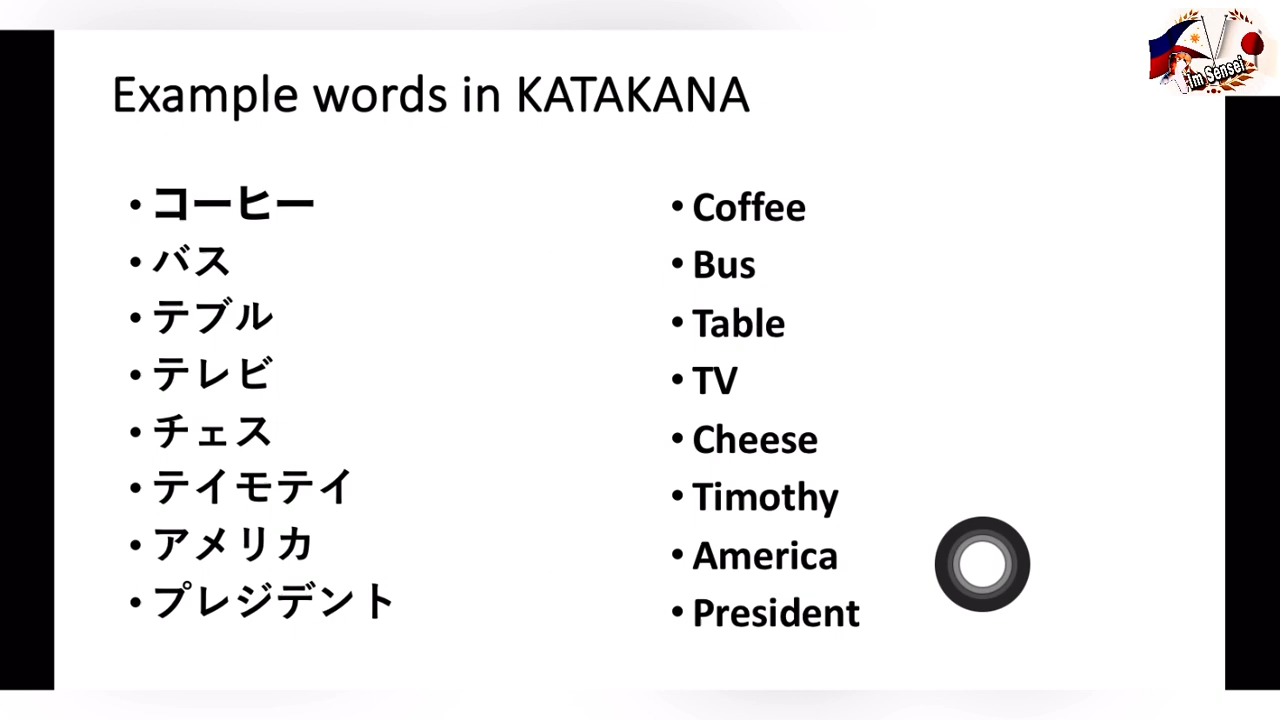 Example words in KATAKANA
• コーヒー
• バス
• テブル
• テレビ
• チェス
• テイモテイ
• アメリカ
• プレジデント
• Coffee
• Bus
• Table
• TV
• Cheese
• Timothy
• America
• President
im Sensei